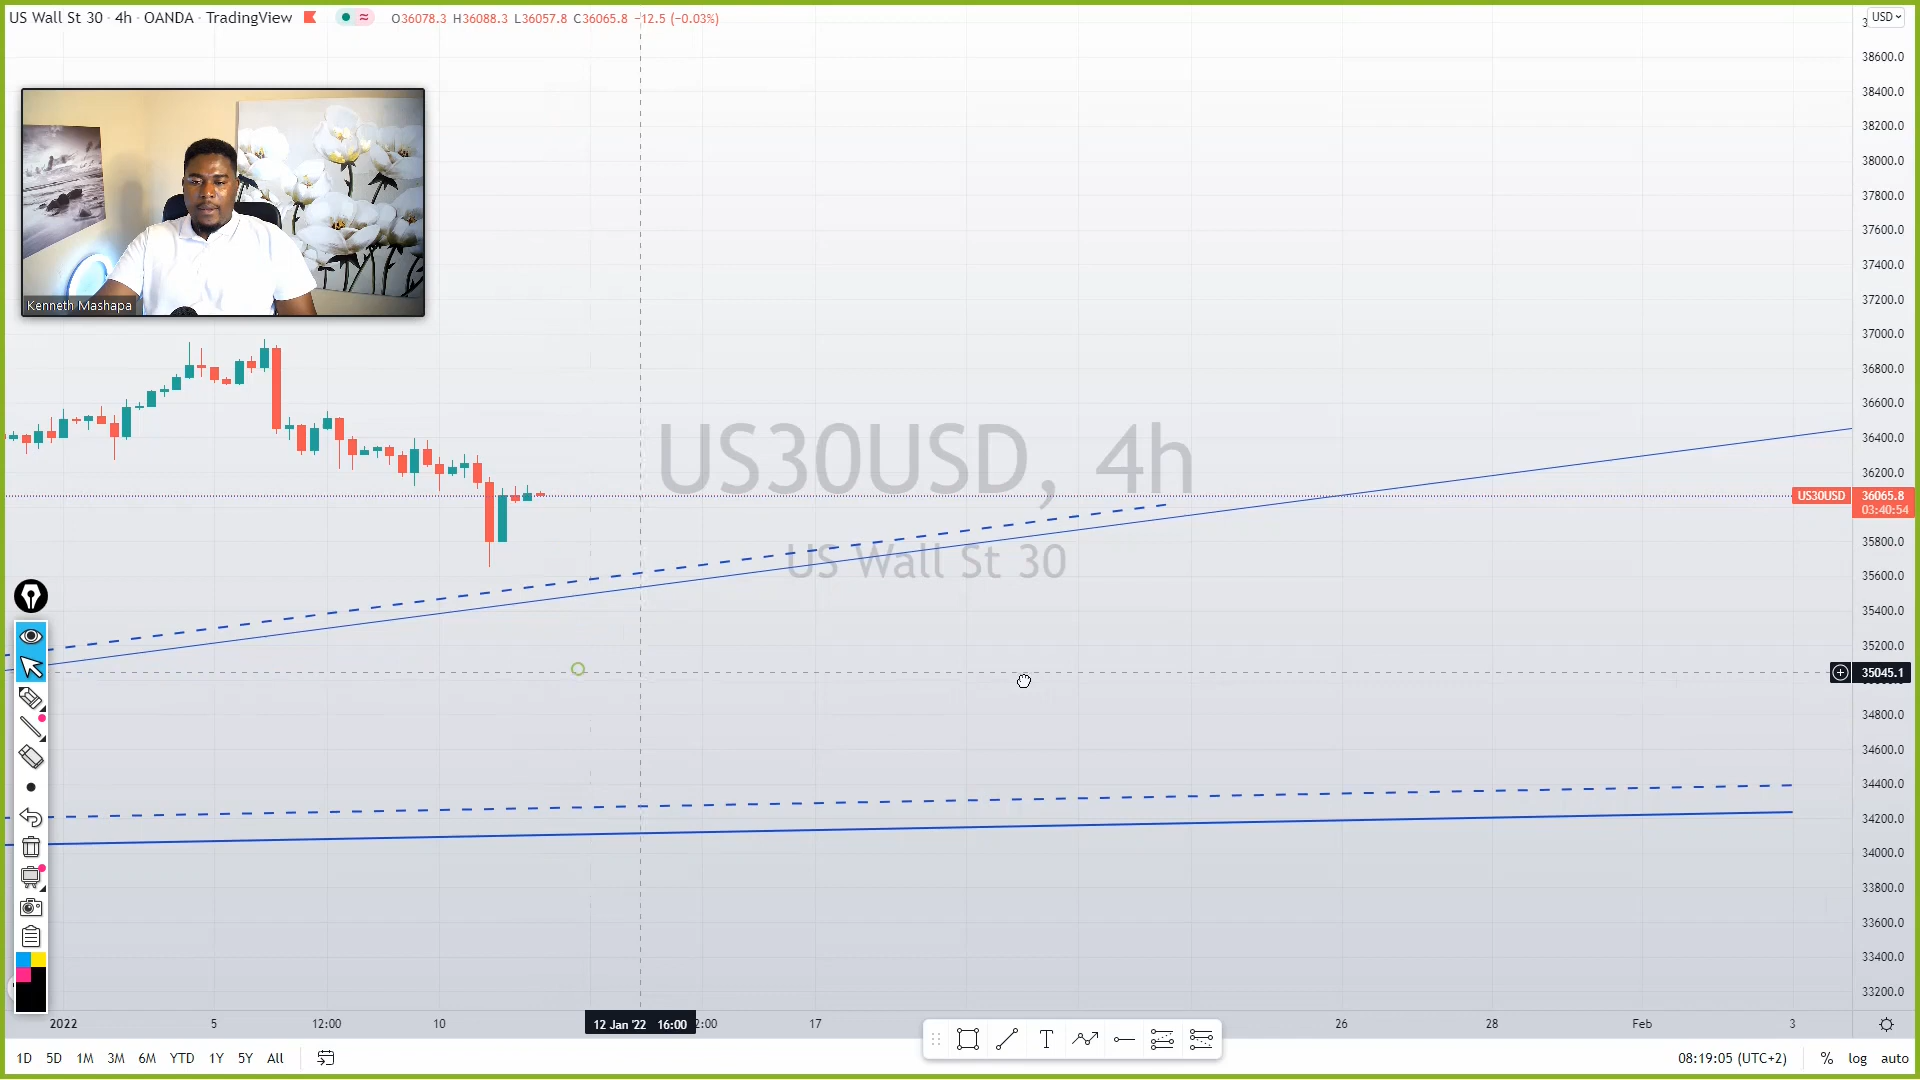 US Wall St 30 · 4h · OANDA · TradingView
O36078.3 H36088.3 L36057.8 C36065.8 −12.5 (−0.03%)
USD
38600.0
38400.0
38200.0
38000.0
37800.0
37600.0
37400.0
37200.0
37000.0
36800.0
36600.0
36400.0
36200.0
US30USD 36065.8
03:40:54
35800.0
35600.0
35400.0
35200.0
35045.1
34800.0
34600.0
34400.0
34200.0
34000.0
33800.0
33600.0
33400.0
33200.0
Kenneth Mashapa
US30USD, 4h
US Wall St 30
2022 5 12:00 10 12 Jan '22 16:00 2:00 17 26 28 Feb 3
1D 5D 1M 3M 6M YTD 1Y 5Y All
08:19:05 (UTC+2) % log auto